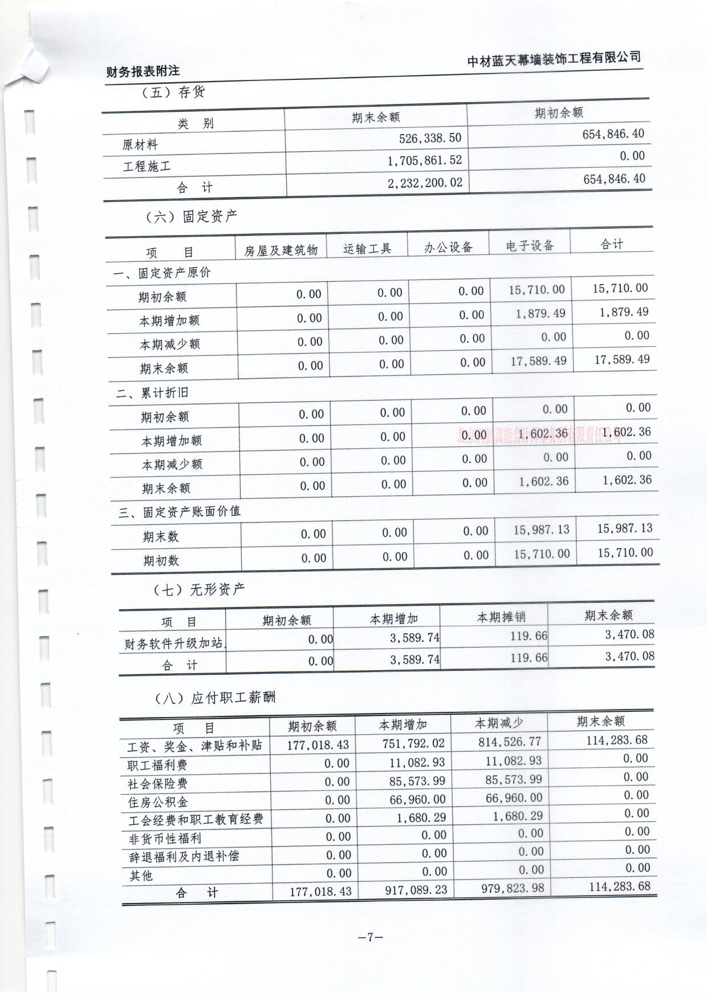 财务报表附注
中材蓝天幕墙装饰工程有限公司
（五）存货
类 别 期末余额 期初余额
原材料 526,338.50 654,846.40
工程施工 1,705,861.52 0.00
合 计 2,232,200.02 654,846.40
（六）固定资产
项 目 房屋及建筑物 运输工具 办公设备 电子设备 合计
一、固定资产原价
期初余额 0.00 0.00 0.00 15,710.00 15,710.00
本期增加额 0.00 0.00 0.00 1,879.49 1,879.49
本期减少额 0.00 0.00 0.00 0.00 0.00
期末余额 0.00 0.00 0.00 17,589.49 17,589.49
二、累计折旧
期初余额 0.00 0.00 0.00 0.00 0.00
本期增加额 0.00 0.00 0.00 1,602.36 1,602.36
本期减少额 0.00 0.00 0.00 0.00 0.00
期末余额 0.00 0.00 0.00 1,602.36 1,602.36
三、固定资产账面价值
期末数 0.00 0.00 0.00 15,987.13 15,987.13
期初数 0.00 0.00 0.00 15,710.00 15,710.00
（七）无形资产
项 目 期初余额 本期增加 本期摊销 期末余额
财务软件升级加站 0.00 3,589.74 119.66 3,470.08
合 计 0.00 3,589.74 119.66 3,470.08
（八）应付职工薪酬
项 目 期初余额 本期增加 本期减少 期末余额
工资、奖金、津贴和补贴 177,018.43 751,792.02 814,526.77 114,283.68
职工福利费 0.00 11,082.93 11,082.93 0.00
社会保险费 0.00 85,573.99 85,573.99 0.00
住房公积金 0.00 66,960.00 66,960.00 0.00
工会经费和职工教育经费 0.00 1,680.29 1,680.29 0.00
非货币性福利 0.00 0.00 0.00 0.00
辞退福利及内退补偿 0.00 0.00 0.00 0.00
其他 0.00 0.00 0.00 0.00
合 计 177,018.43 917,089.23 979,823.98 114,283.68
—7—